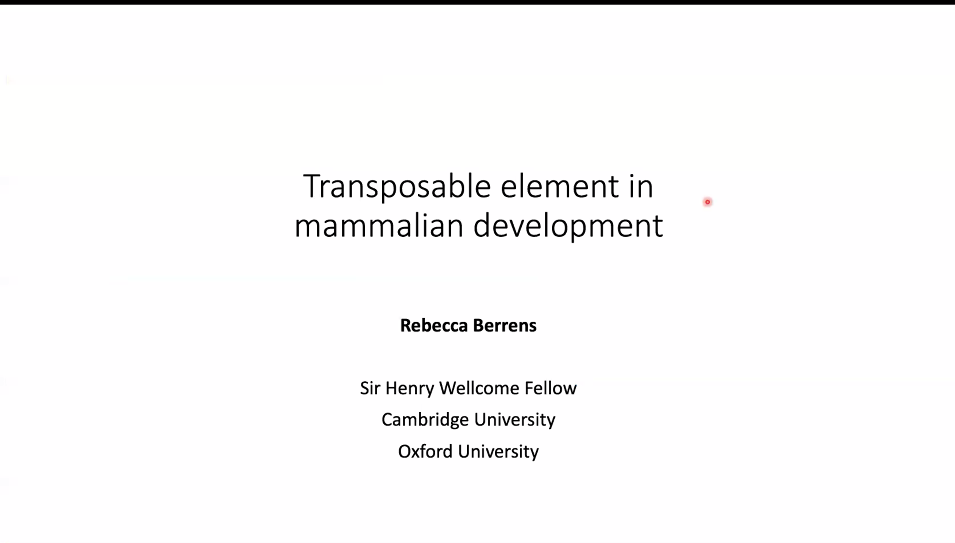 Transposable element in
mammalian development
Rebecca Berrens
Sir Henry Wellcome Fellow
Cambridge University
Oxford University